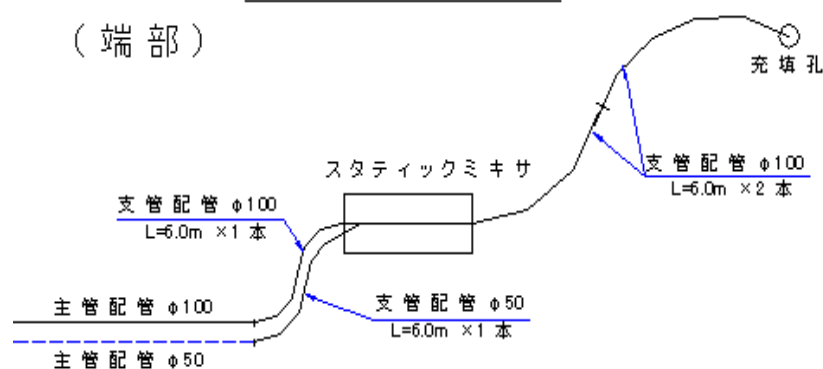 (端部)
充填孔
スタティックミキサ
支管配管 φ100
L=6.0m ×2 本
支管配管 φ100
L=6.0m ×1 本
主管配管 φ100
支管配管 φ50
L=6.0m ×1 本
主管配管 φ50